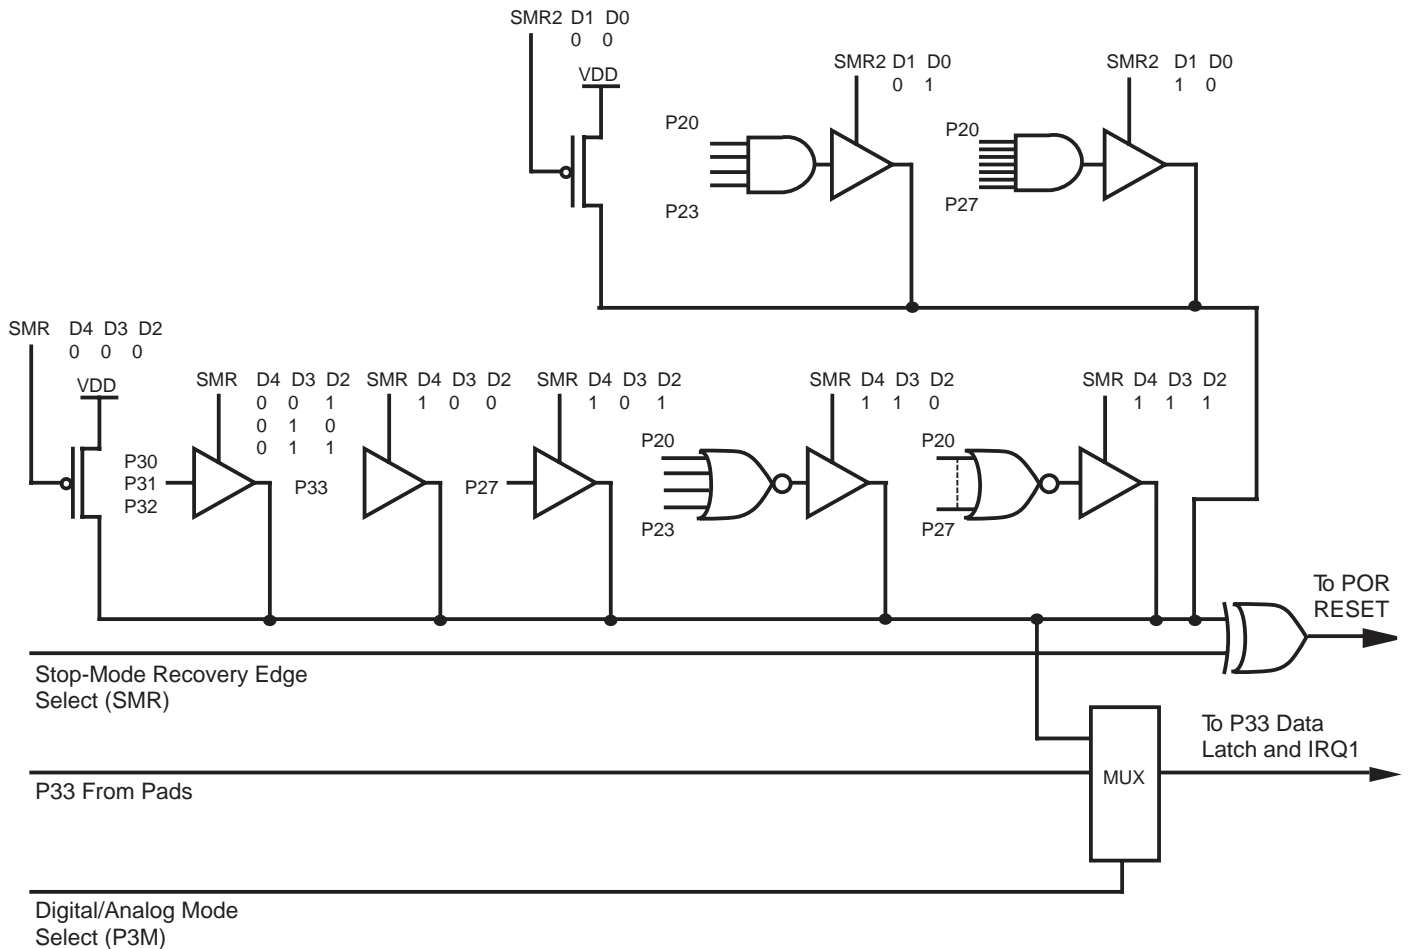 SMR2 D1 D0
0 0
VDD
SMR2 D1 D0
0 1
SMR2 D1 D0
1 0
P20
P23
P20
P27
SMR D4 D3 D2
0 0 0
VDD
SMR D4 D3 D2
0 0 1
0 1 0
0 1 1
SMR D4 D3 D2
1 0 0
SMR D4 D3 D2
1 0 1
SMR D4 D3 D2
1 1 0
SMR D4 D3 D2
1 1 1
P30
P31
P32
P33
P27
P20
P23
P20
P27
To POR
RESET
Stop-Mode Recovery Edge
Select (SMR)
To P33 Data
Latch and IRQ1
MUX
P33 From Pads
Digital/Analog Mode
Select (P3M)